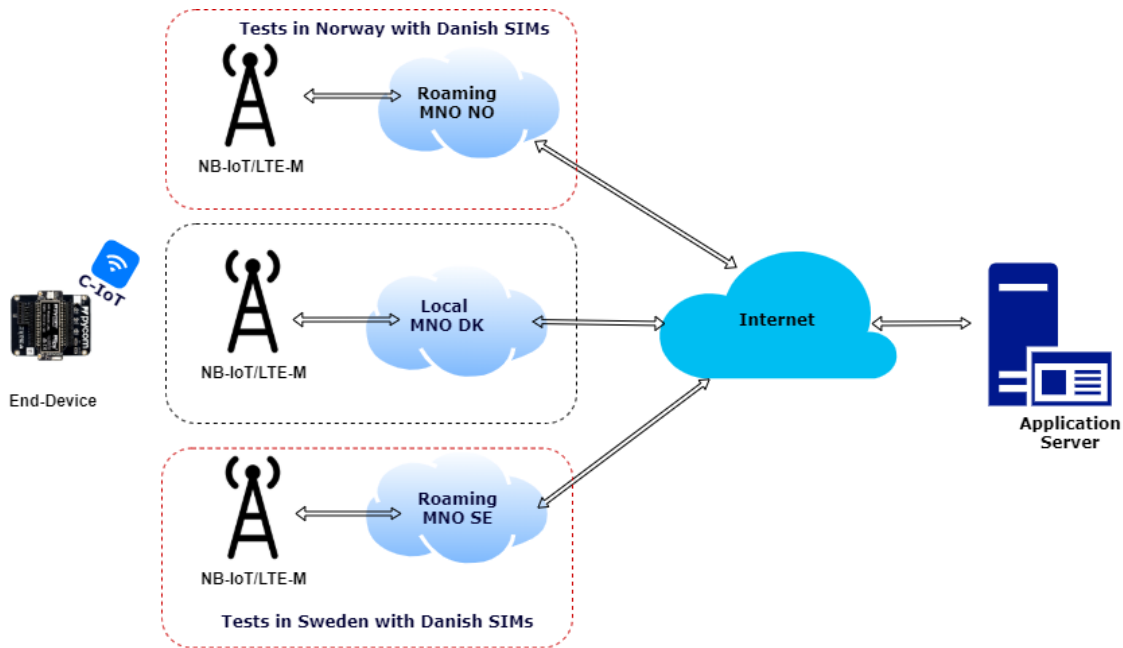 Tests in Norway with Danish SIMs
Roaming
MNO NO
NB-IoT/LTE-M
C-IoT
pycom
End-Device
Local
MNO DK
NB-IoT/LTE-M
Internet
Application
Server
Roaming
MNO SE
NB-IoT/LTE-M
Tests in Sweden with Danish SIMs